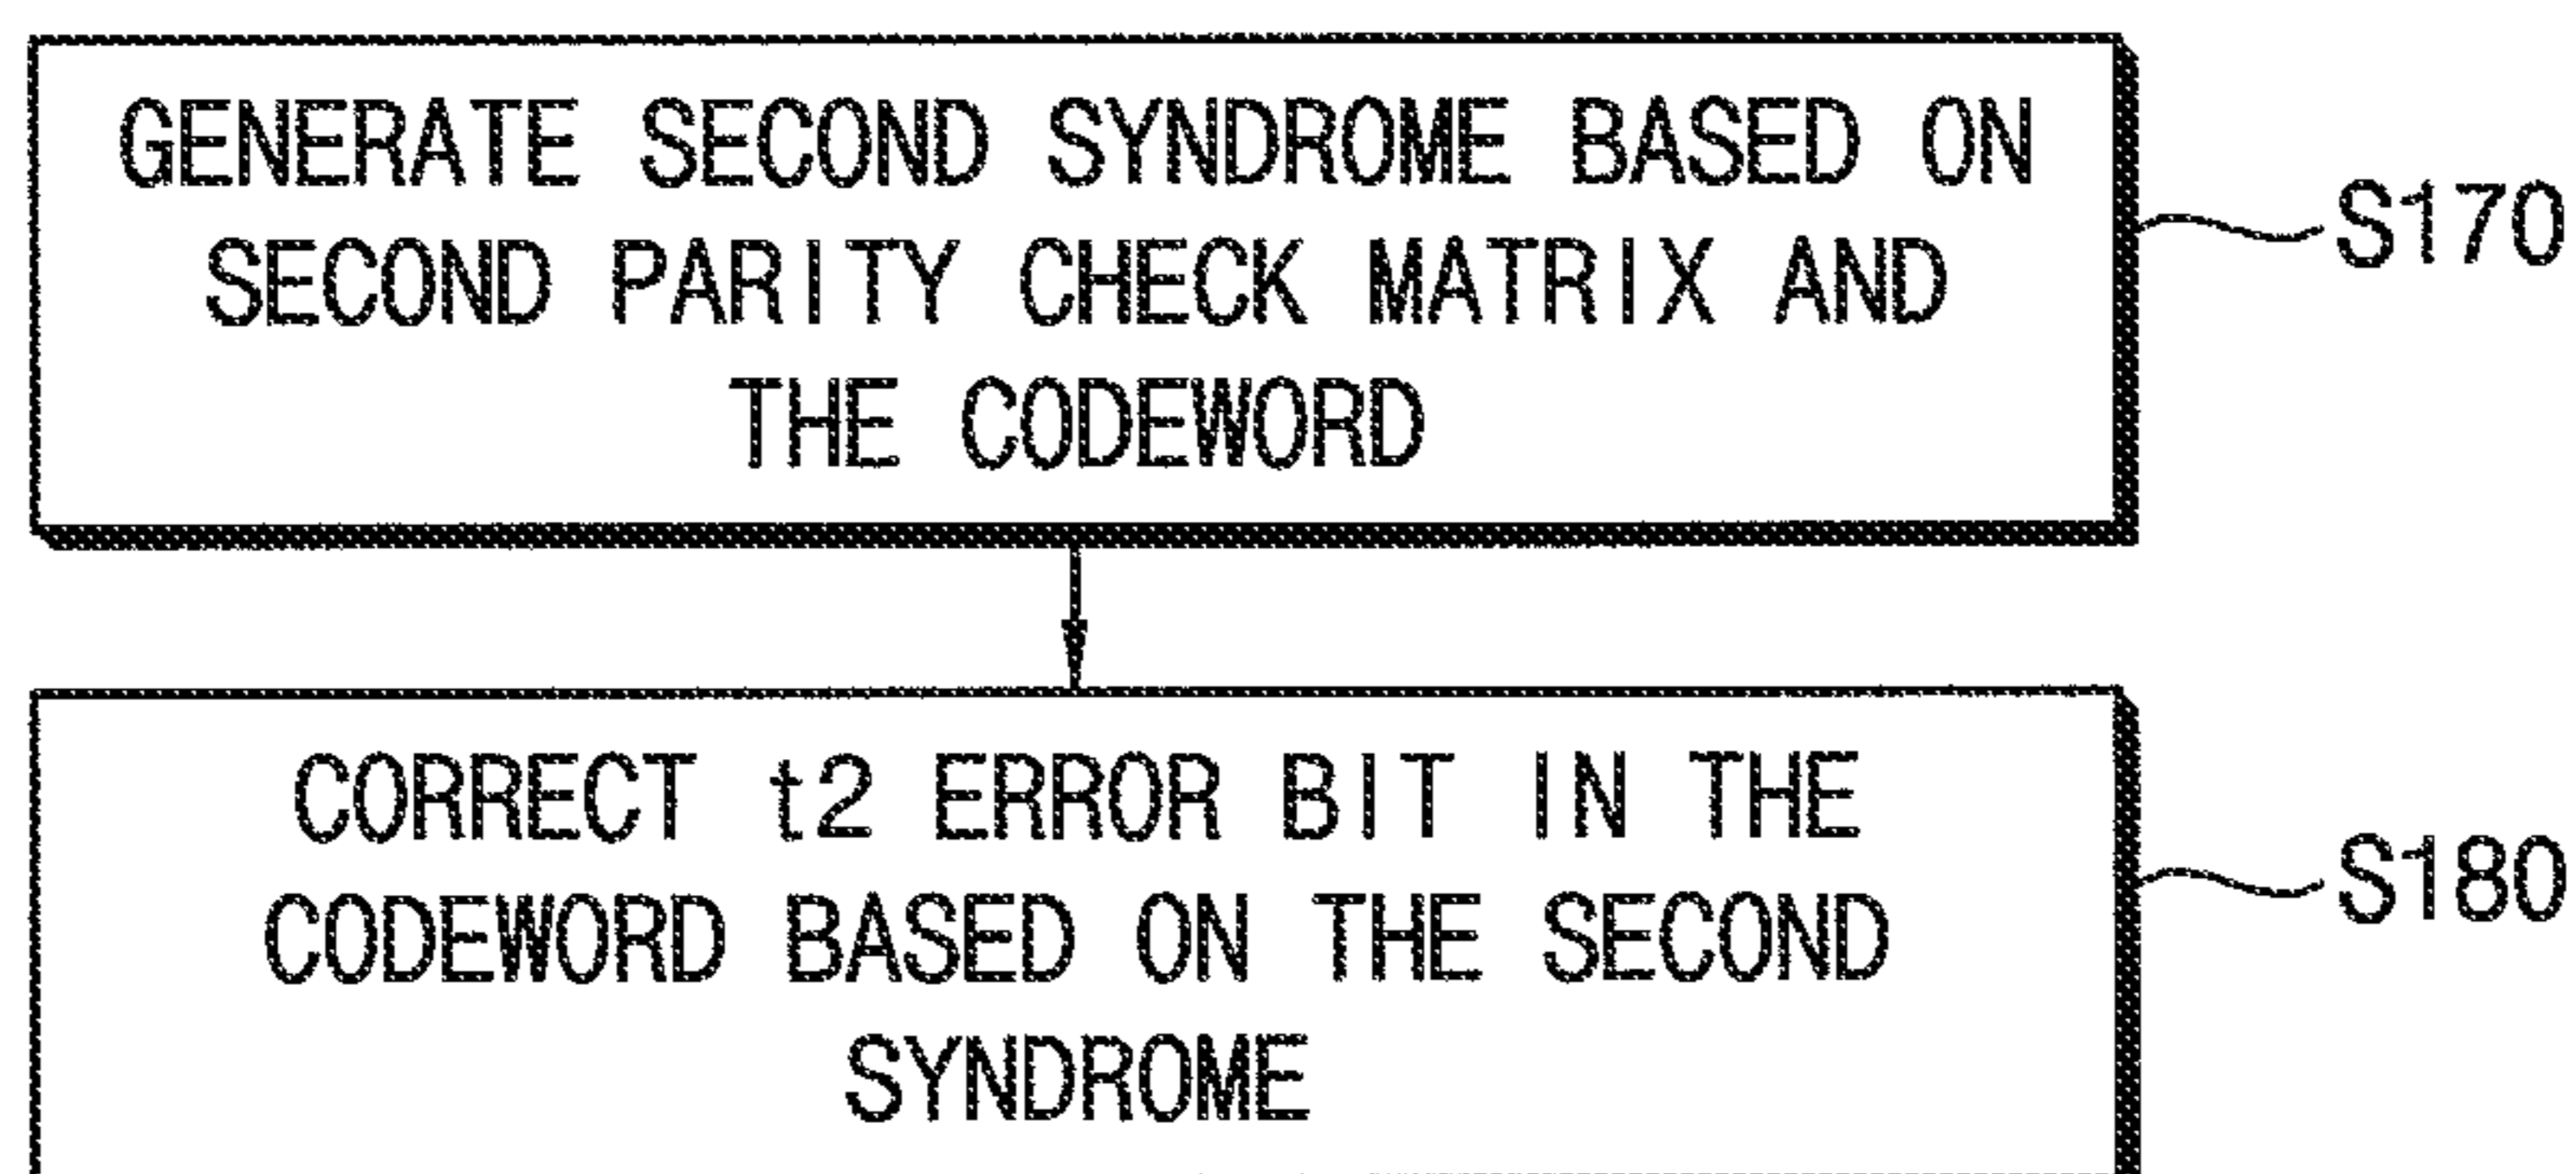 GENERATE SECOND SYNDROME BASED ON
SECOND PARITY CHECK MATRIX AND
THE CODEWORD
S170
CORRECT t2 ERROR BIT IN THE
CODEWORD BASED ON THE SECOND
SYNDROME
S180